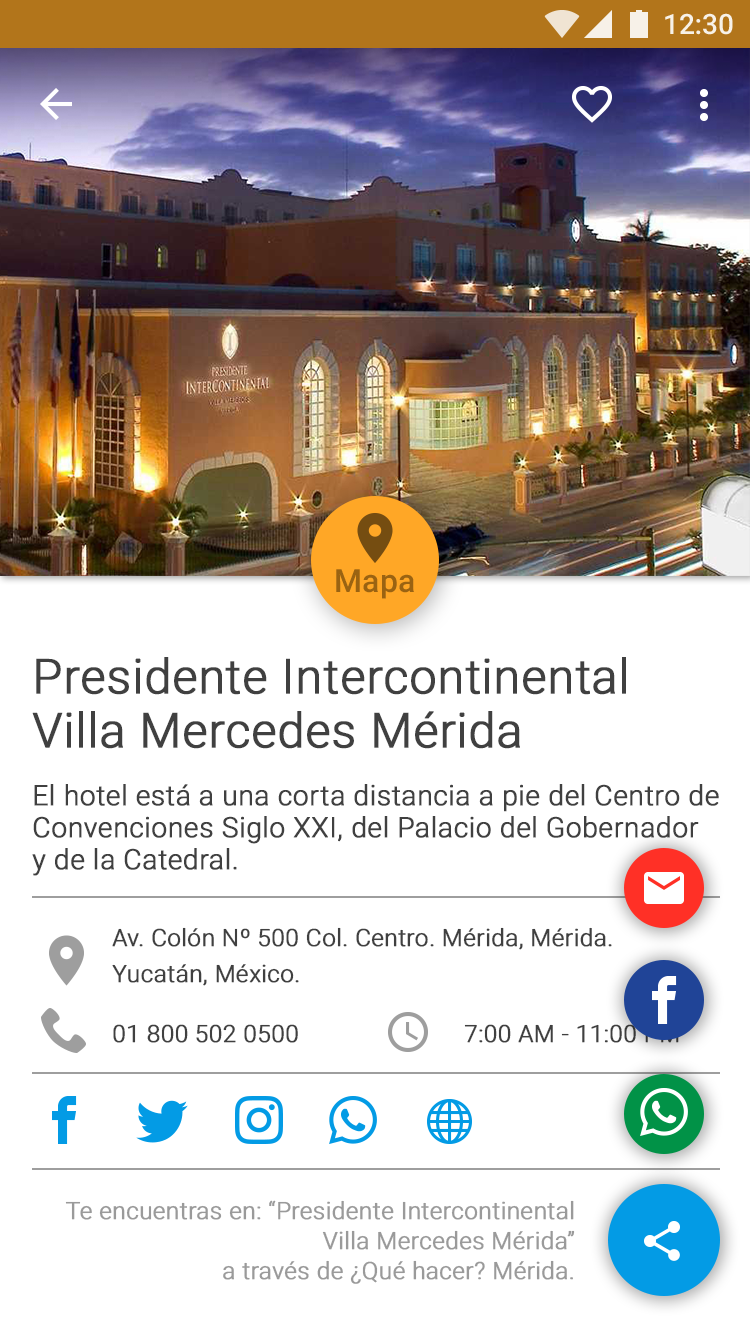 12:30
PRESIDENTE
INTERCONTINENTAL
VILLA MERCEDES
MERIDA
Mapa
Presidente Intercontinental
Villa Mercedes Mérida
El hotel está a una corta distancia a pie del Centro de
Convenciones Siglo XXI, del Palacio del Gobernador
y de la Catedral.
Av. Colón Nº 500 Col. Centro. Mérida, Mérida.
Yucatán, México.
01 800 502 0500
7:00 AM - 11:00 PM
Te encuentras en: “Presidente Intercontinental
Villa Mercedes Mérida”
a través de ¿Qué hacer? Mérida.